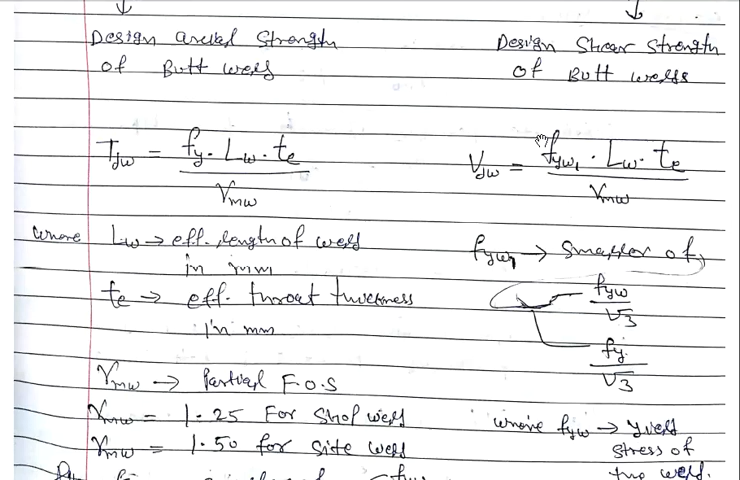 Design axial Strength
of Butt weld
T_dw = fy · Lw · te / γmw
where Lw → eff. length of weld
in mm
te → eff. throat thickness
in mm
γmw → Partial F.O.S
γmw = 1.25 For Shop weld
γmw = 1.50 for Site weld
Design Shear Strength
of Butt welds
V_dw = fyw1 · Lw · te / γmw
fyw1 → Smaller of
fyw / √3
fy / √3
where fyw → yield
stress of
the weld.